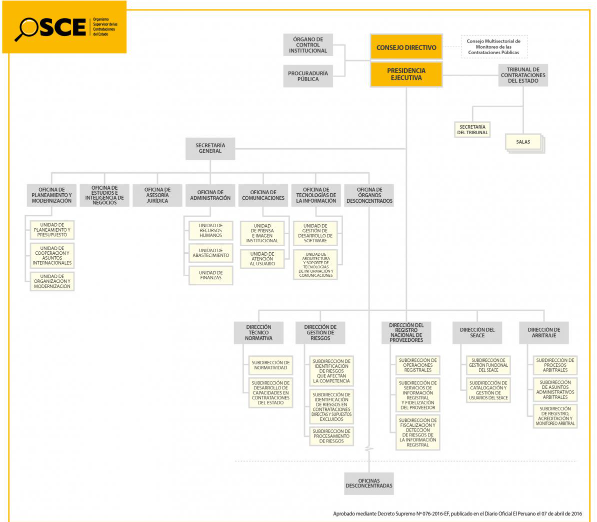 OSCE
Organismo
Supervisor de las
Contrataciones
del Estado
ÓRGANO DE
CONTROL
INSTITUCIONAL
PROCURADURÍA
PÚBLICA
CONSEJO DIRECTIVO
PRESIDENCIA
EJECUTIVA
Consejo Multisectorial de
Monitoreo de las
Contrataciones Públicas
TRIBUNAL DE
CONTRATACIONES
DEL ESTADO
SECRETARÍA
DEL TRIBUNAL
SALAS
SECRETARÍA
GENERAL
OFICINA DE
PLANEAMIENTO Y
MODERNIZACIÓN
OFICINA DE
ESTUDIOS E
INTELIGENCIA DE
NEGOCIOS
OFICINA DE
ASESORÍA
JURÍDICA
OFICINA DE
ADMINISTRACIÓN
OFICINA DE
COMUNICACIONES
OFICINA DE
TECNOLOGÍAS DE
LA INFORMACIÓN
OFICINA DE
ÓRGANOS
DESCONCENTRADOS
UNIDAD DE
PLANEAMIENTO Y
PRESUPUESTO
UNIDAD DE
COOPERACIÓN Y
ASUNTOS
INTERNACIONALES
UNIDAD DE
ORGANIZACIÓN Y
MODERNIZACIÓN
UNIDAD DE
RECURSOS
HUMANOS
UNIDAD DE
ABASTECIMIENTO
UNIDAD DE
FINANZAS
UNIDAD
DE PRENSA
E IMAGEN
INSTITUCIONAL
UNIDAD DE
ATENCIÓN
AL USUARIO
UNIDAD DE
GESTIÓN DE
DESARROLLO DE
SOFTWARE
UNIDAD DE
ARQUITECTURA
Y SOPORTE DE
TECNOLOGÍAS
DE INFORMACIÓN Y
COMUNICACIONES
DIRECCIÓN
TÉCNICO
NORMATIVA
DIRECCIÓN
DE GESTIÓN DE
RIESGOS
DIRECCIÓN DEL
REGISTRO
NACIONAL DE
PROVEEDORES
DIRECCIÓN DEL
SEACE
DIRECCIÓN DE
ARBITRAJE
SUBDIRECCIÓN DE
NORMATIVIDAD
SUBDIRECCIÓN DE
DESARROLLO DE
CAPACIDADES EN
CONTRATACIONES
DEL ESTADO
SUBDIRECCIÓN DE
IDENTIFICACIÓN
DE RIESGOS
QUE AFECTAN
LA COMPETENCIA
SUBDIRECCIÓN DE
IDENTIFICACIÓN
DE RIESGOS EN
CONTRATACIONES
DIRECTAS Y SUPUESTOS
EXCLUIDOS
SUBDIRECCIÓN DE
PROCESAMIENTO
DE RIESGOS
SUBDIRECCIÓN DE
OPERACIONES
REGISTRALES
SUBDIRECCIÓN DE
SERVICIOS DE
INFORMACIÓN
REGISTRAL
Y FIDELIZACIÓN
DEL PROVEEDOR
SUBDIRECCIÓN DE
FISCALIZACIÓN Y
DETECCIÓN
DE RIESGOS DE
LA INFORMACIÓN
REGISTRAL
SUBDIRECCIÓN DE
GESTIÓN FUNCIONAL
DEL SEACE
SUBDIRECCIÓN DE
CATALOGACIÓN Y
GESTIÓN DE
USUARIOS DEL SEACE
SUBDIRECCIÓN DE
PROCESOS
ARBITRALES
SUBDIRECCIÓN DE
ASUNTOS
ADMINISTRATIVOS
ARBITRALES
SUBDIRECCIÓN
DE REGISTRO,
ACREDITACIÓN Y
MONITOREO ARBITRAL
OFICINAS
DESCONCENTRADAS
Aprobado mediante Decreto Supremo Nº 076-2016-EF, publicado en el Diario Oficial El Peruano el 07 de abril de 2016